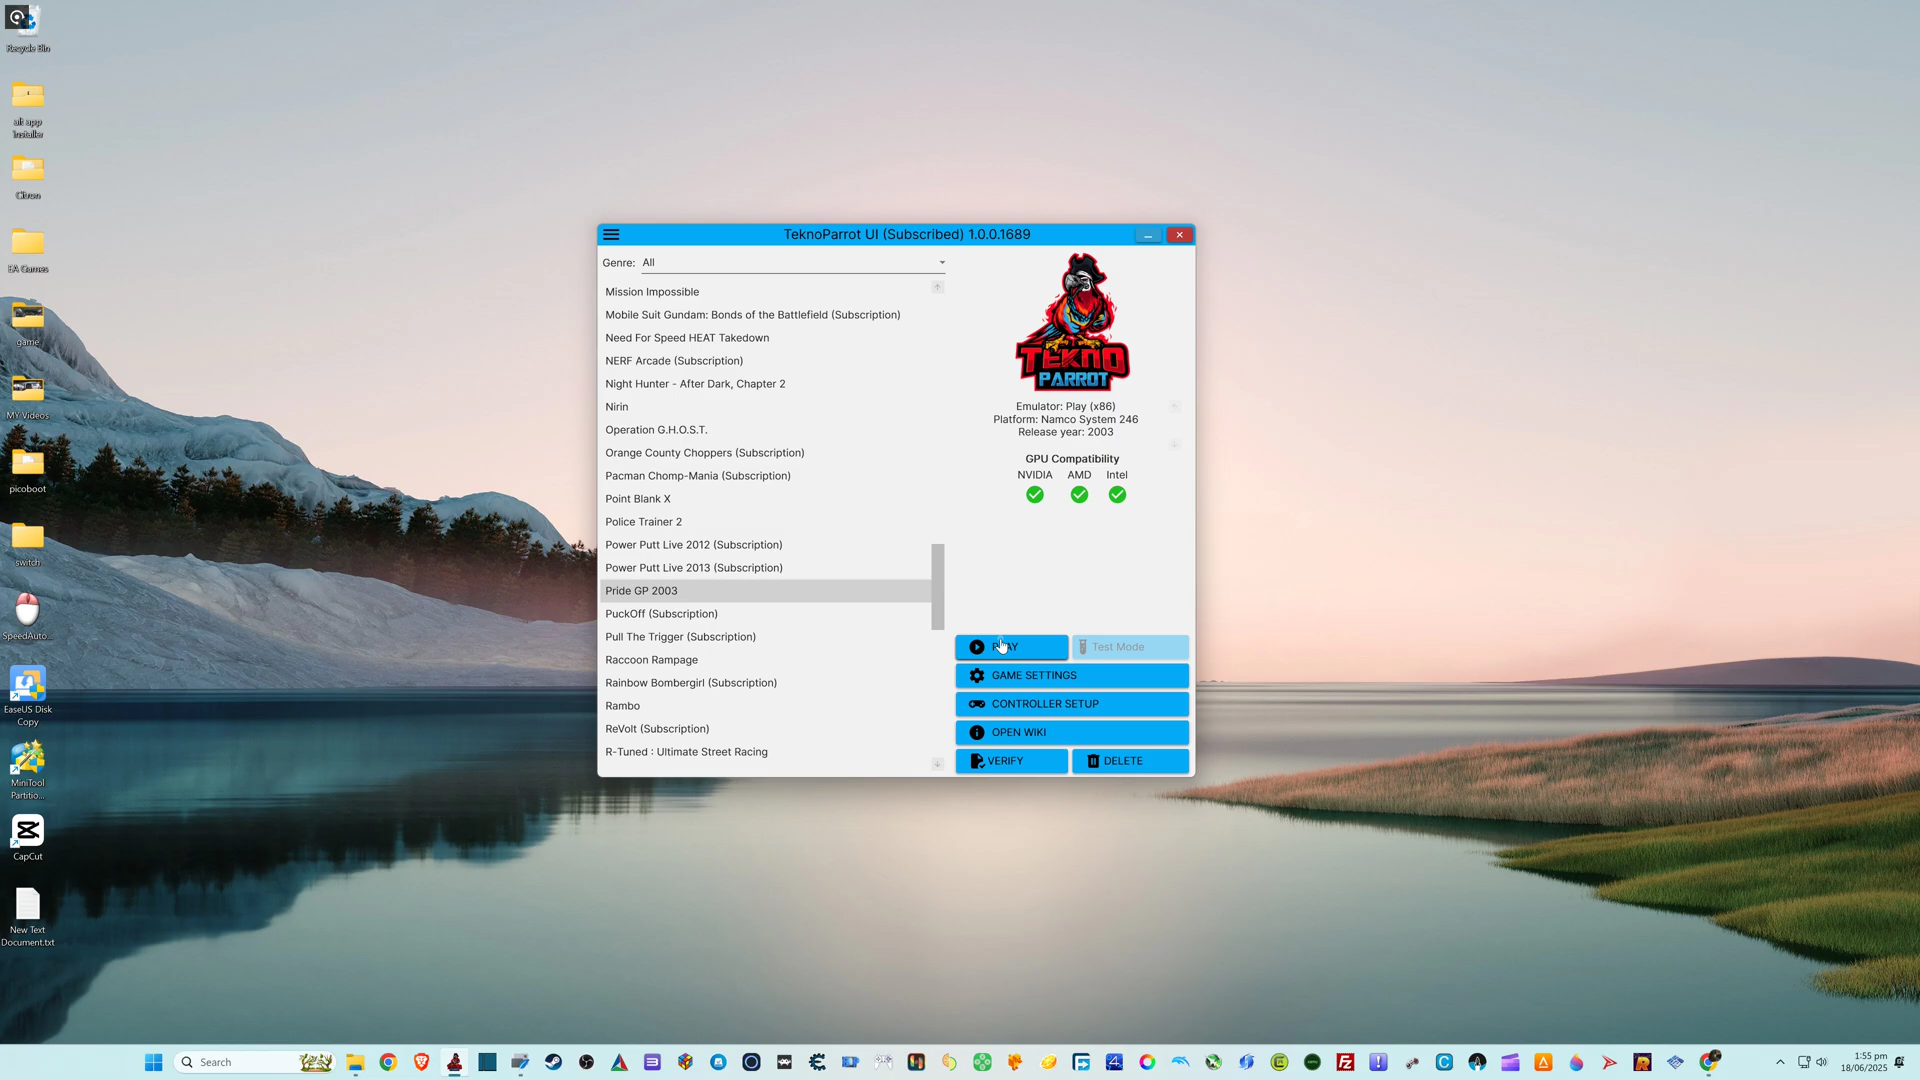 Recycle Bin
alt app
installer
Citron
EA Games
game
MY Videos
picoboot
switch
SpeedAuto...
EaseUS Disk
Copy
MiniTool
Partitio...
CapCut
New Text
Document.txt
TeknoParrot UI (Subscribed) 1.0.0.1689
Genre: All
Mission Impossible
Mobile Suit Gundam: Bonds of the Battlefield (Subscription)
Need For Speed HEAT Takedown
NERF Arcade (Subscription)
Night Hunter - After Dark, Chapter 2
Nirin
Operation G.H.O.S.T.
Orange County Choppers (Subscription)
Pacman Chomp-Mania (Subscription)
Point Blank X
Police Trainer 2
Power Putt Live 2012 (Subscription)
Power Putt Live 2013 (Subscription)
Pride GP 2003
PuckOff (Subscription)
Pull The Trigger (Subscription)
Raccoon Rampage
Rainbow Bombergirl (Subscription)
Rambo
ReVolt (Subscription)
R-Tuned : Ultimate Street Racing
TEKNO
PARROT
Emulator: Play (x86)
Platform: Namco System 246
Release year: 2003
GPU Compatibility
NVIDIA AMD Intel
PLAY
Test Mode
GAME SETTINGS
CONTROLLER SETUP
OPEN WIKI
VERIFY
DELETE
Search
1:55 pm
18/06/2025